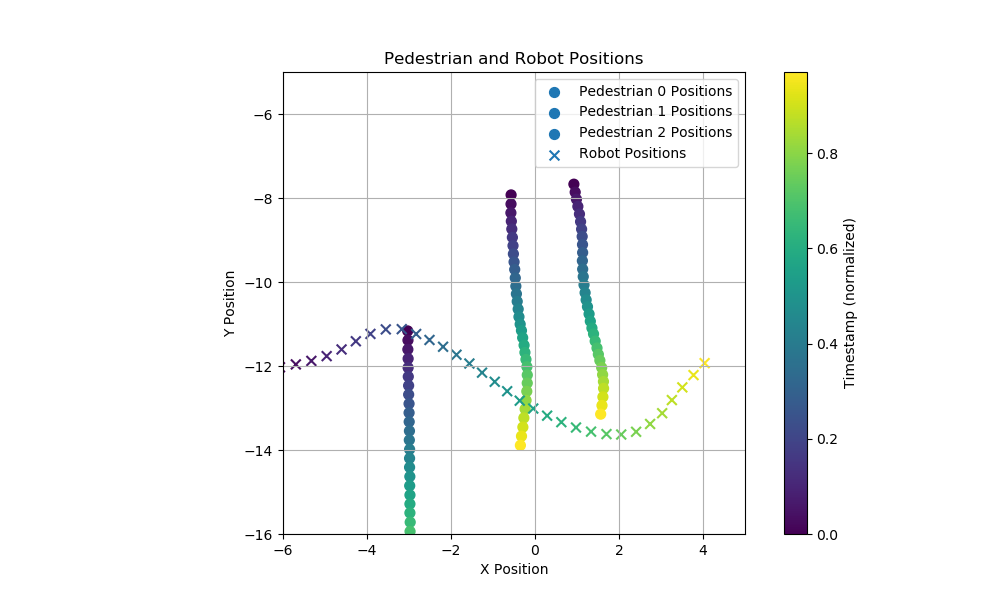 Pedestrian and Robot Positions
Pedestrian 0 Positions
Pedestrian 1 Positions
Pedestrian 2 Positions
Robot Positions
−6
−8
−10
−12
−14
−16
Y Position
−6 −4 −2 0 2 4
X Position
0.8
0.6
0.4
0.2
0.0
Timestamp (normalized)